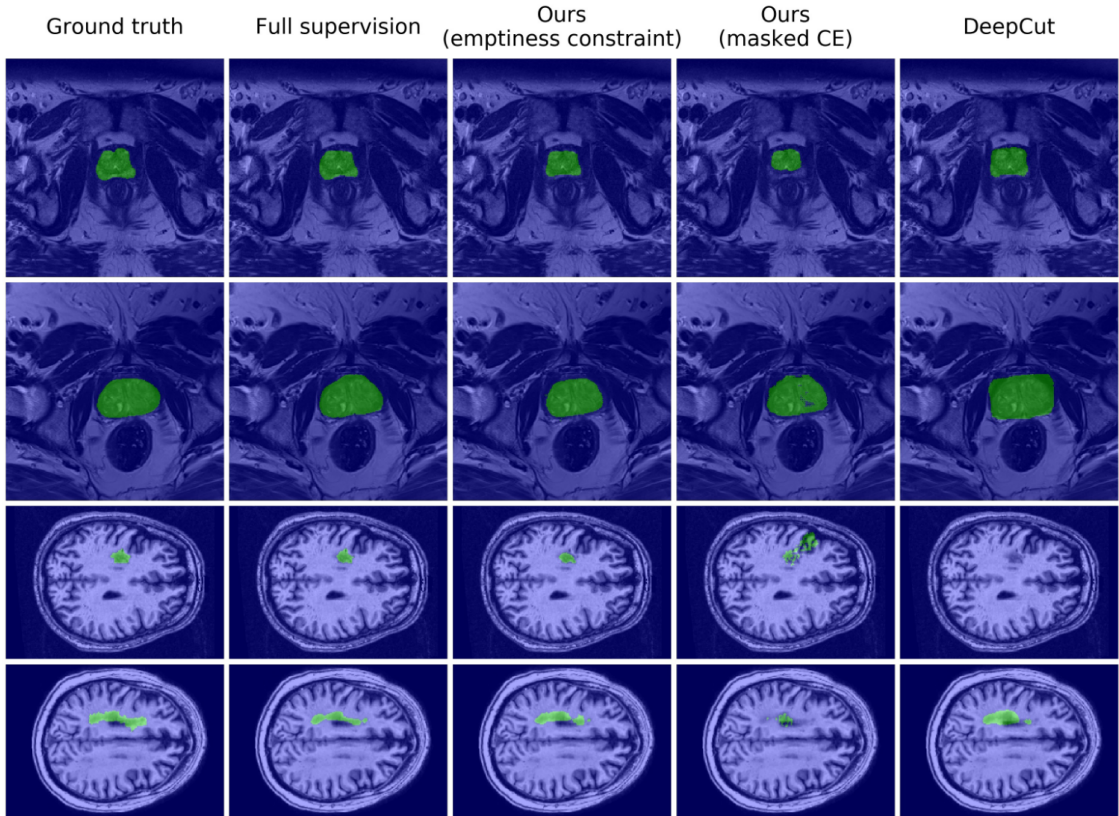 Ground truth
Full supervision
Ours
(emptiness constraint)
Ours
(masked CE)
DeepCut